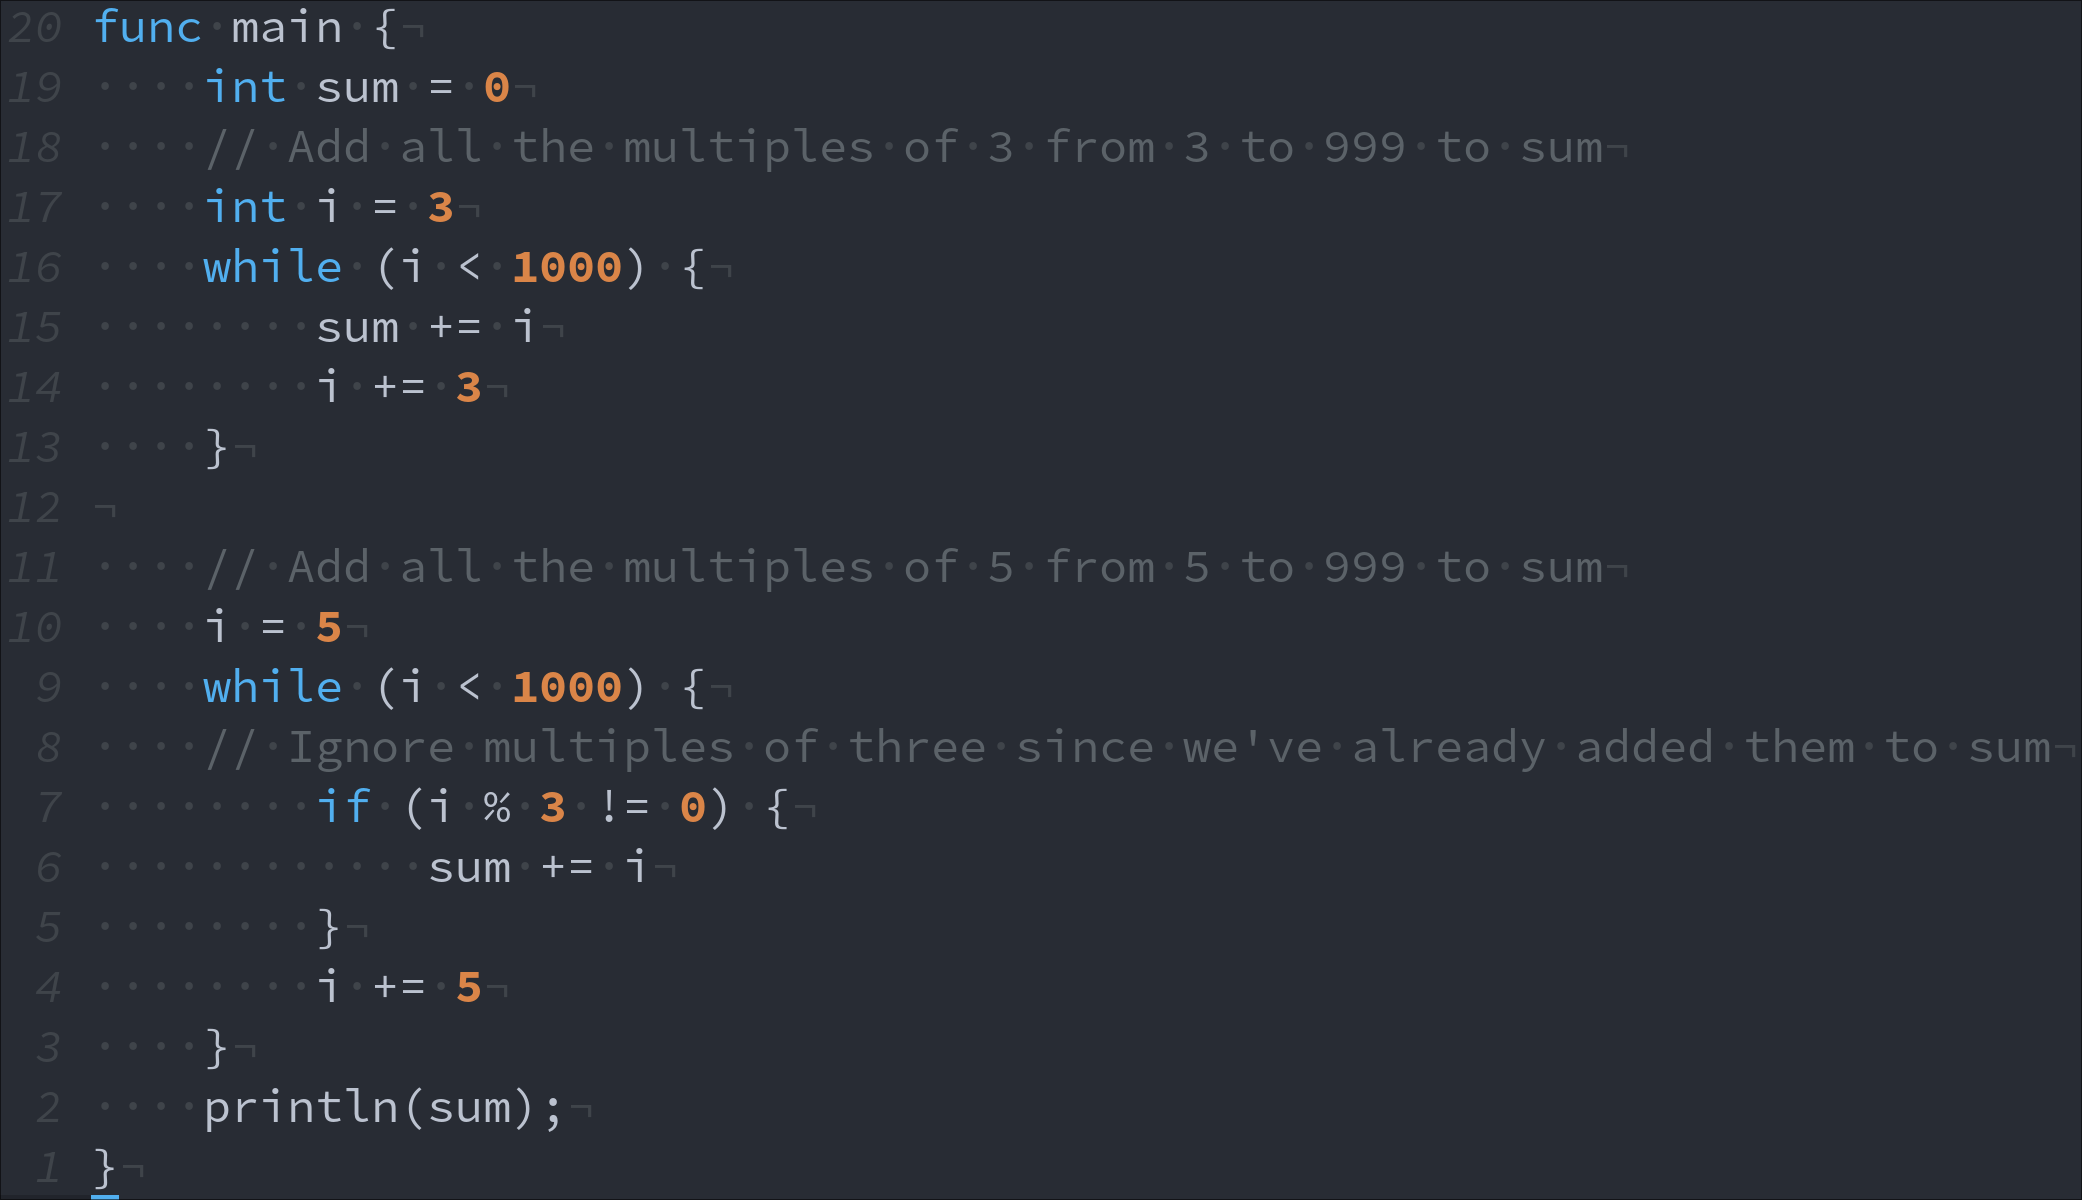 20 func·main·{¬
19 ····int·sum·=·0¬
18 ····//·Add·all·the·multiples·of·3·from·3·to·999·to·sum¬
17 ····int·i·=·3¬
16 ····while·(i·<·1000)·{¬
15 ········sum·+=·i¬
14 ········i·+=·3¬
13 ····}¬
12 ¬
11 ····//·Add·all·the·multiples·of·5·from·5·to·999·to·sum¬
10 ····i·=·5¬
9 ····while·(i·<·1000)·{¬
8 ····//·Ignore·multiples·of·three·since·we've·already·added·them·to·sum¬
7 ········if·(i·%·3·!=·0)·{¬
6 ············sum·+=·i¬
5 ········}¬
4 ········i·+=·5¬
3 ····}¬
2 ····println(sum);¬
1 }¬